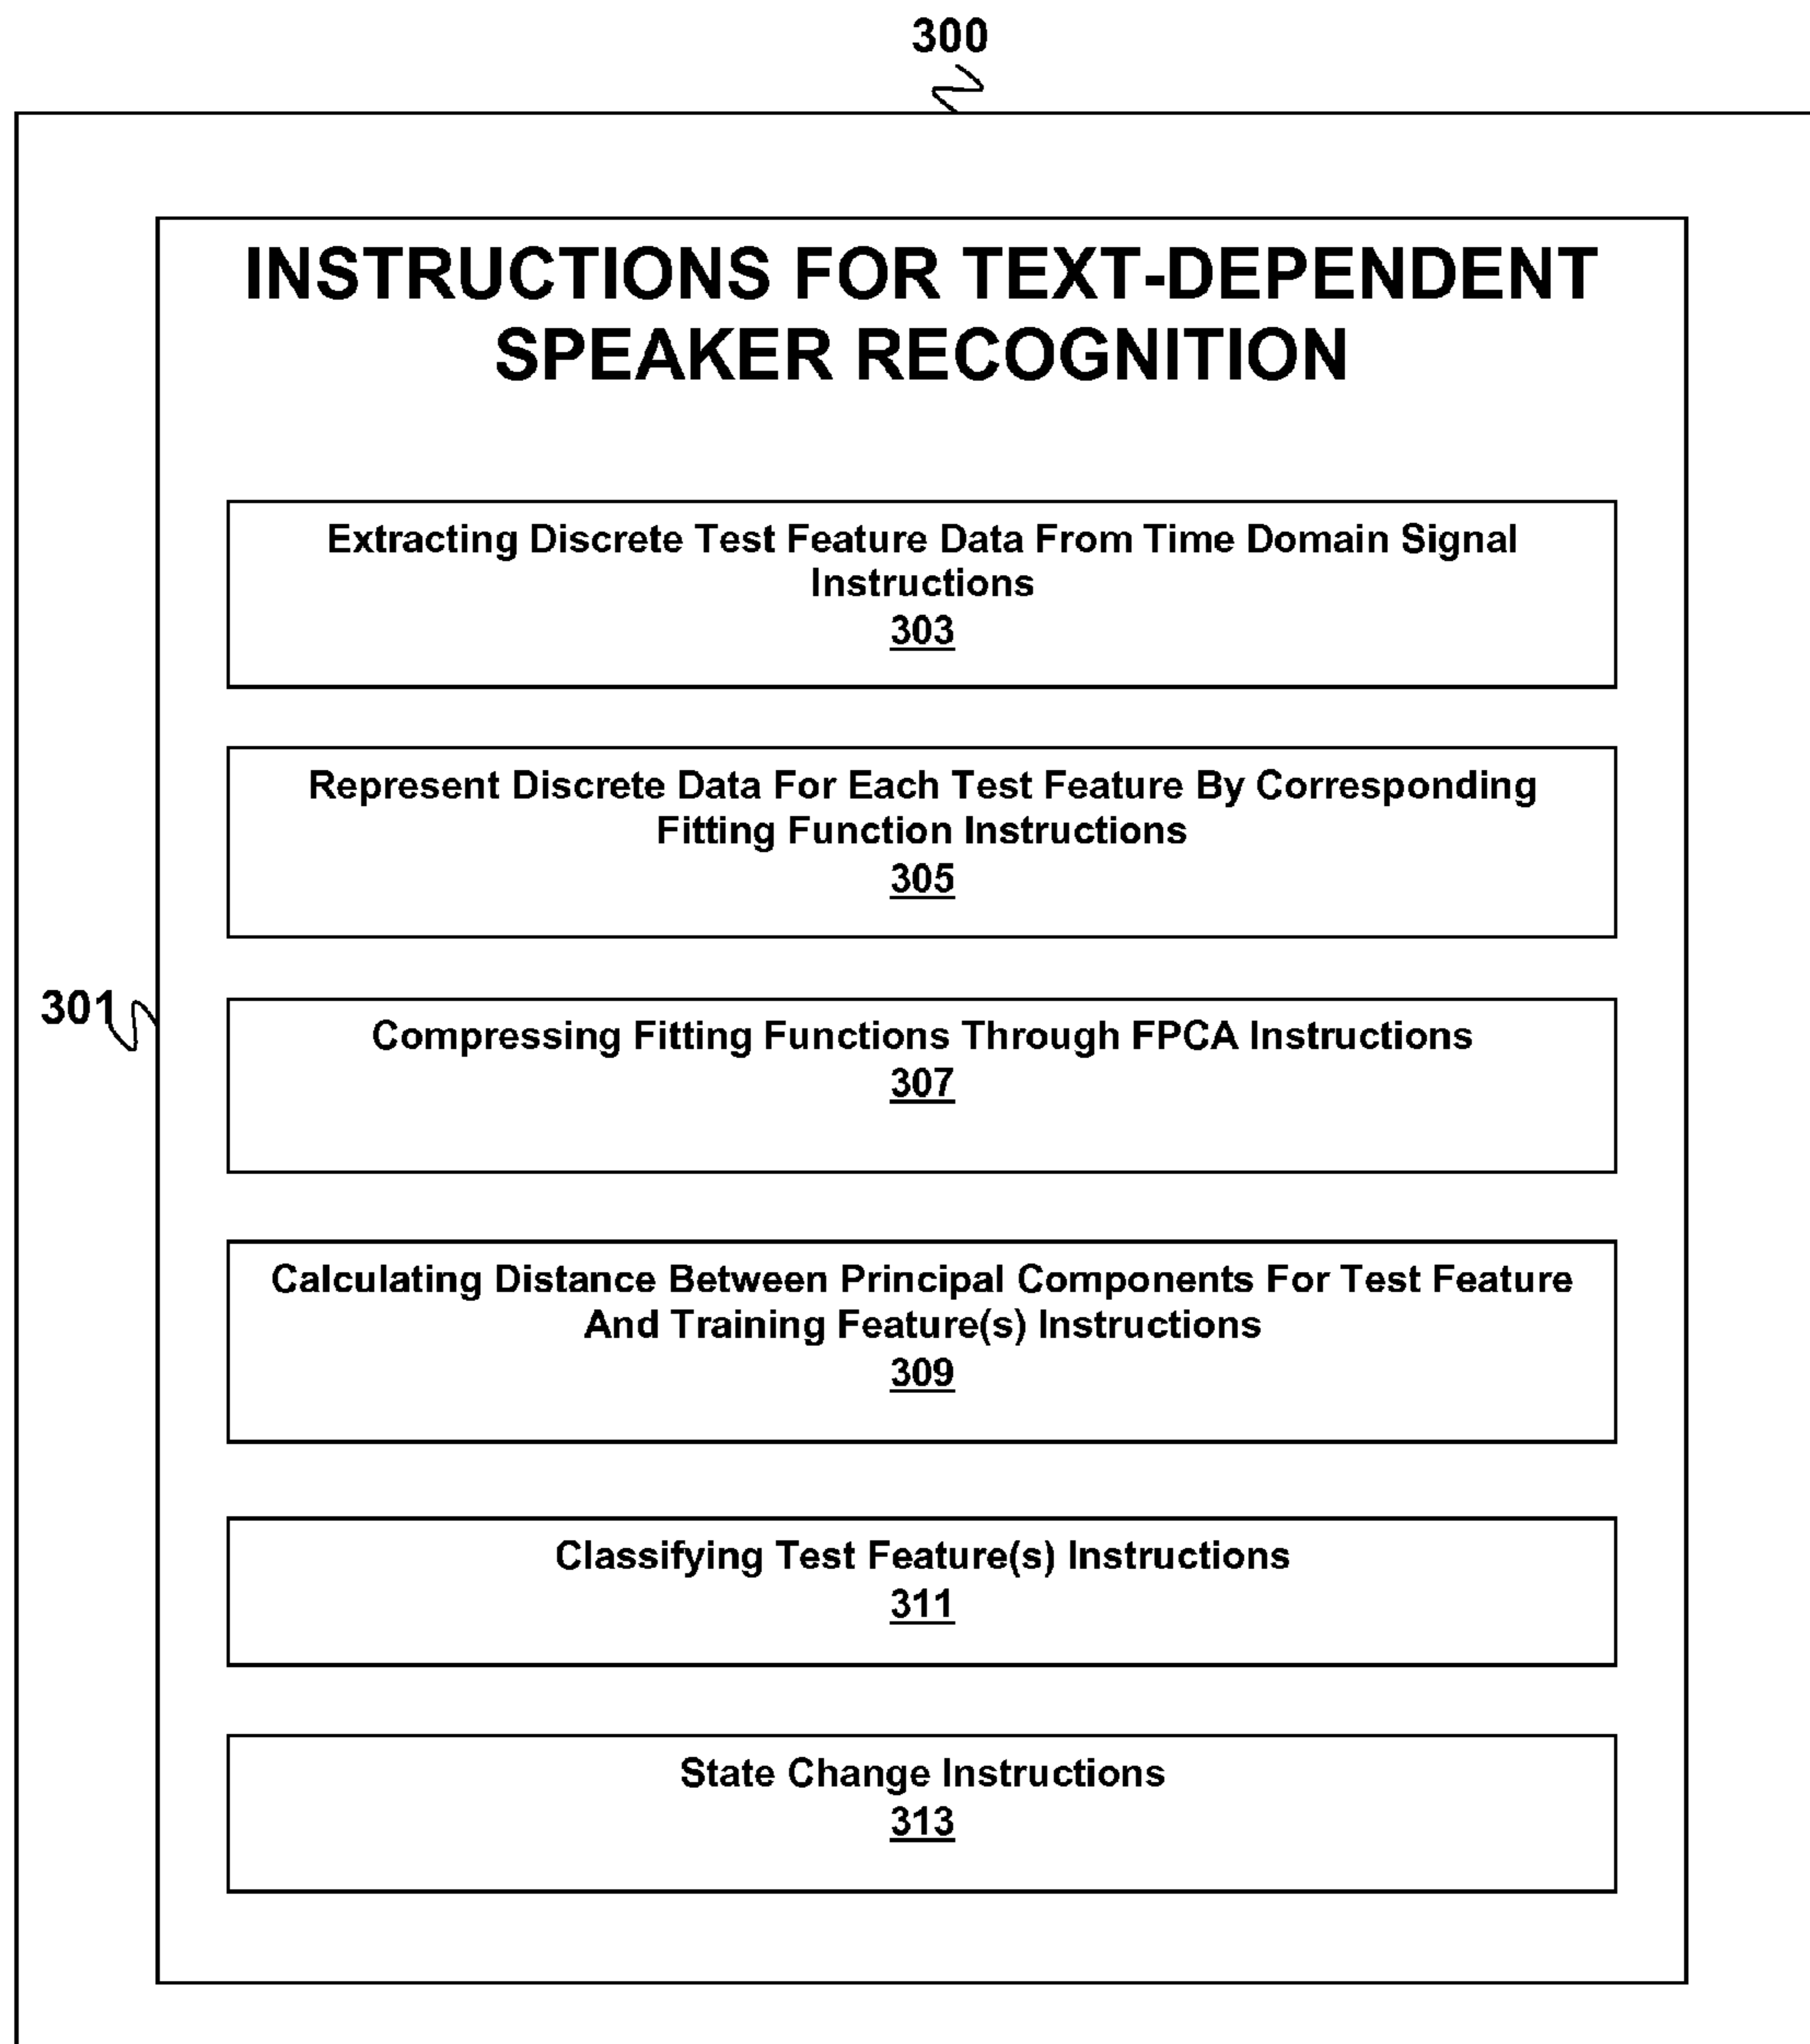 300
INSTRUCTIONS FOR TEXT-DEPENDENT
SPEAKER RECOGNITION
Extracting Discrete Test Feature Data From Time Domain Signal
Instructions
303
Represent Discrete Data For Each Test Feature By Corresponding
Fitting Function Instructions
305
301
Compressing Fitting Functions Through FPCA Instructions
307
Calculating Distance Between Principal Components For Test Feature
And Training Feature(s) Instructions
309
Classifying Test Feature(s) Instructions
311
State Change Instructions
313